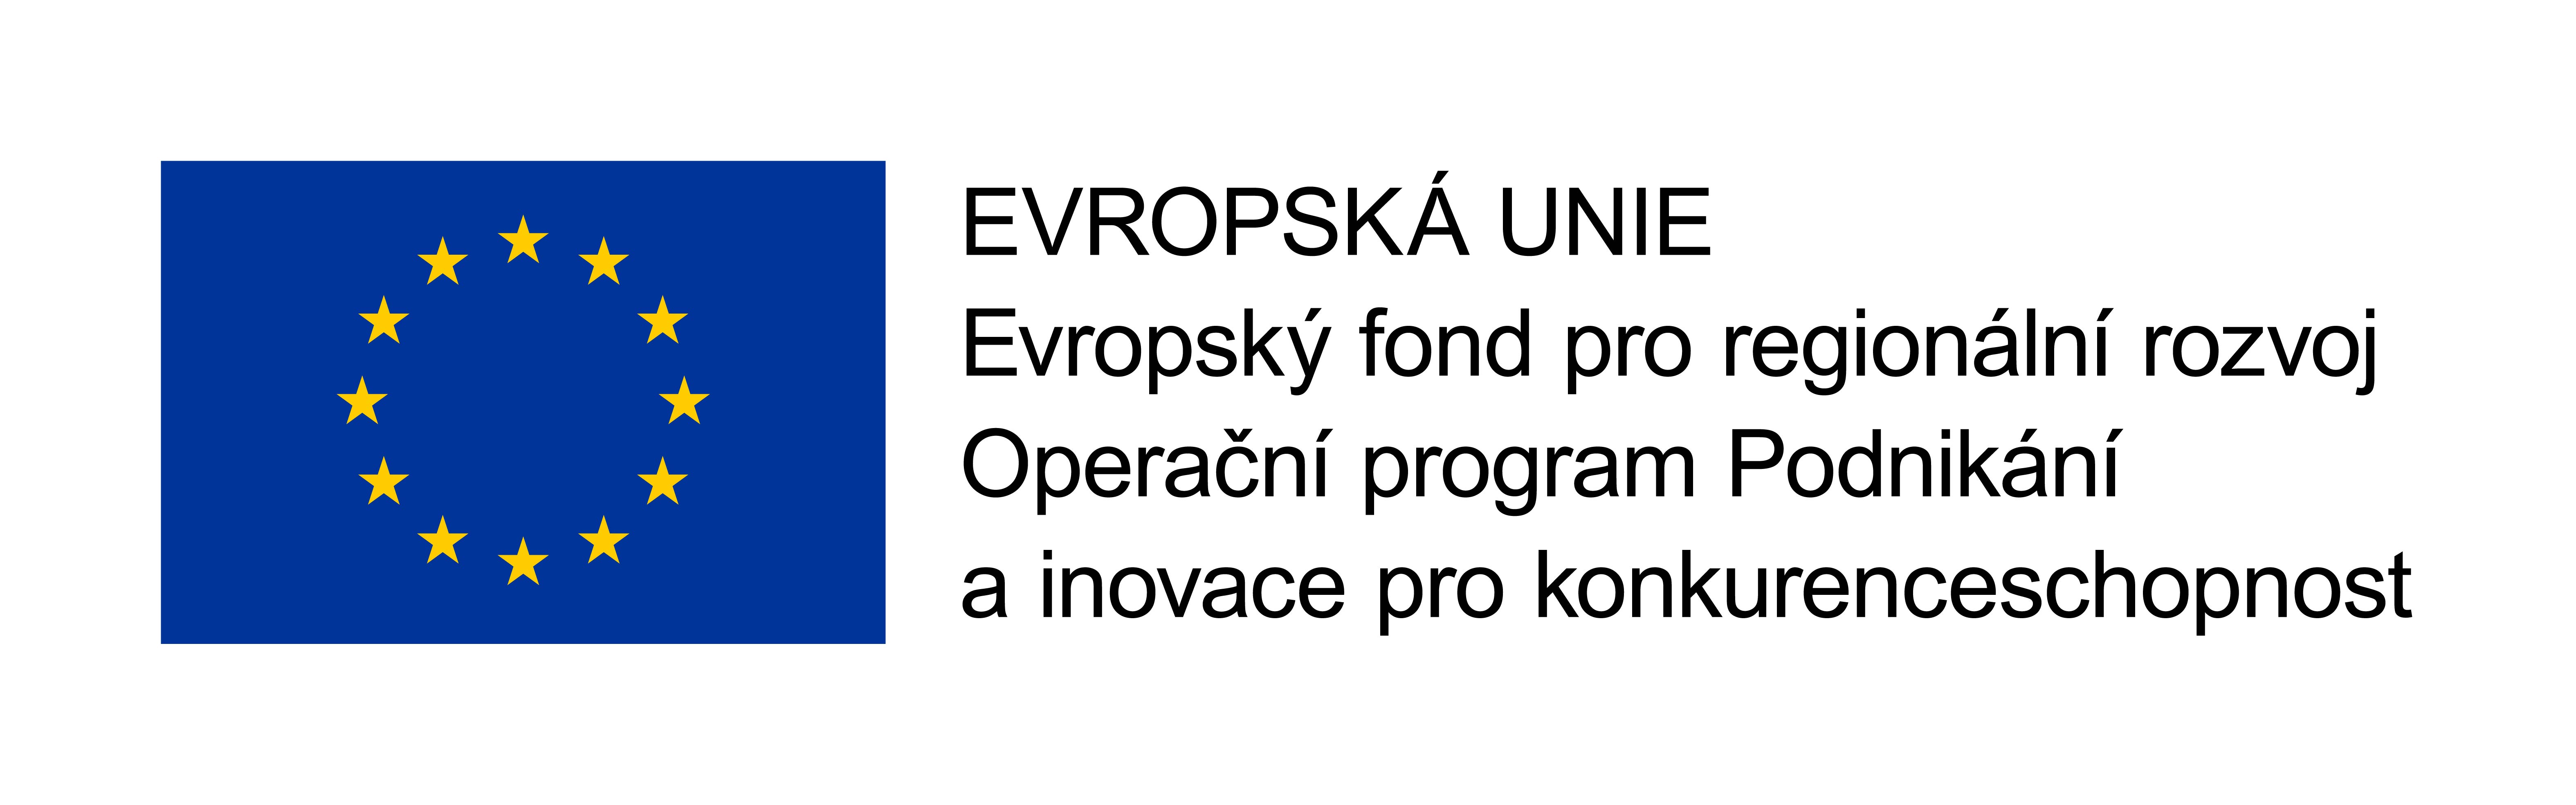 EVROPSKÁ UNIE
Evropský fond pro regionální rozvoj
Operační program Podnikání
a inovace pro konkurenceschopnost